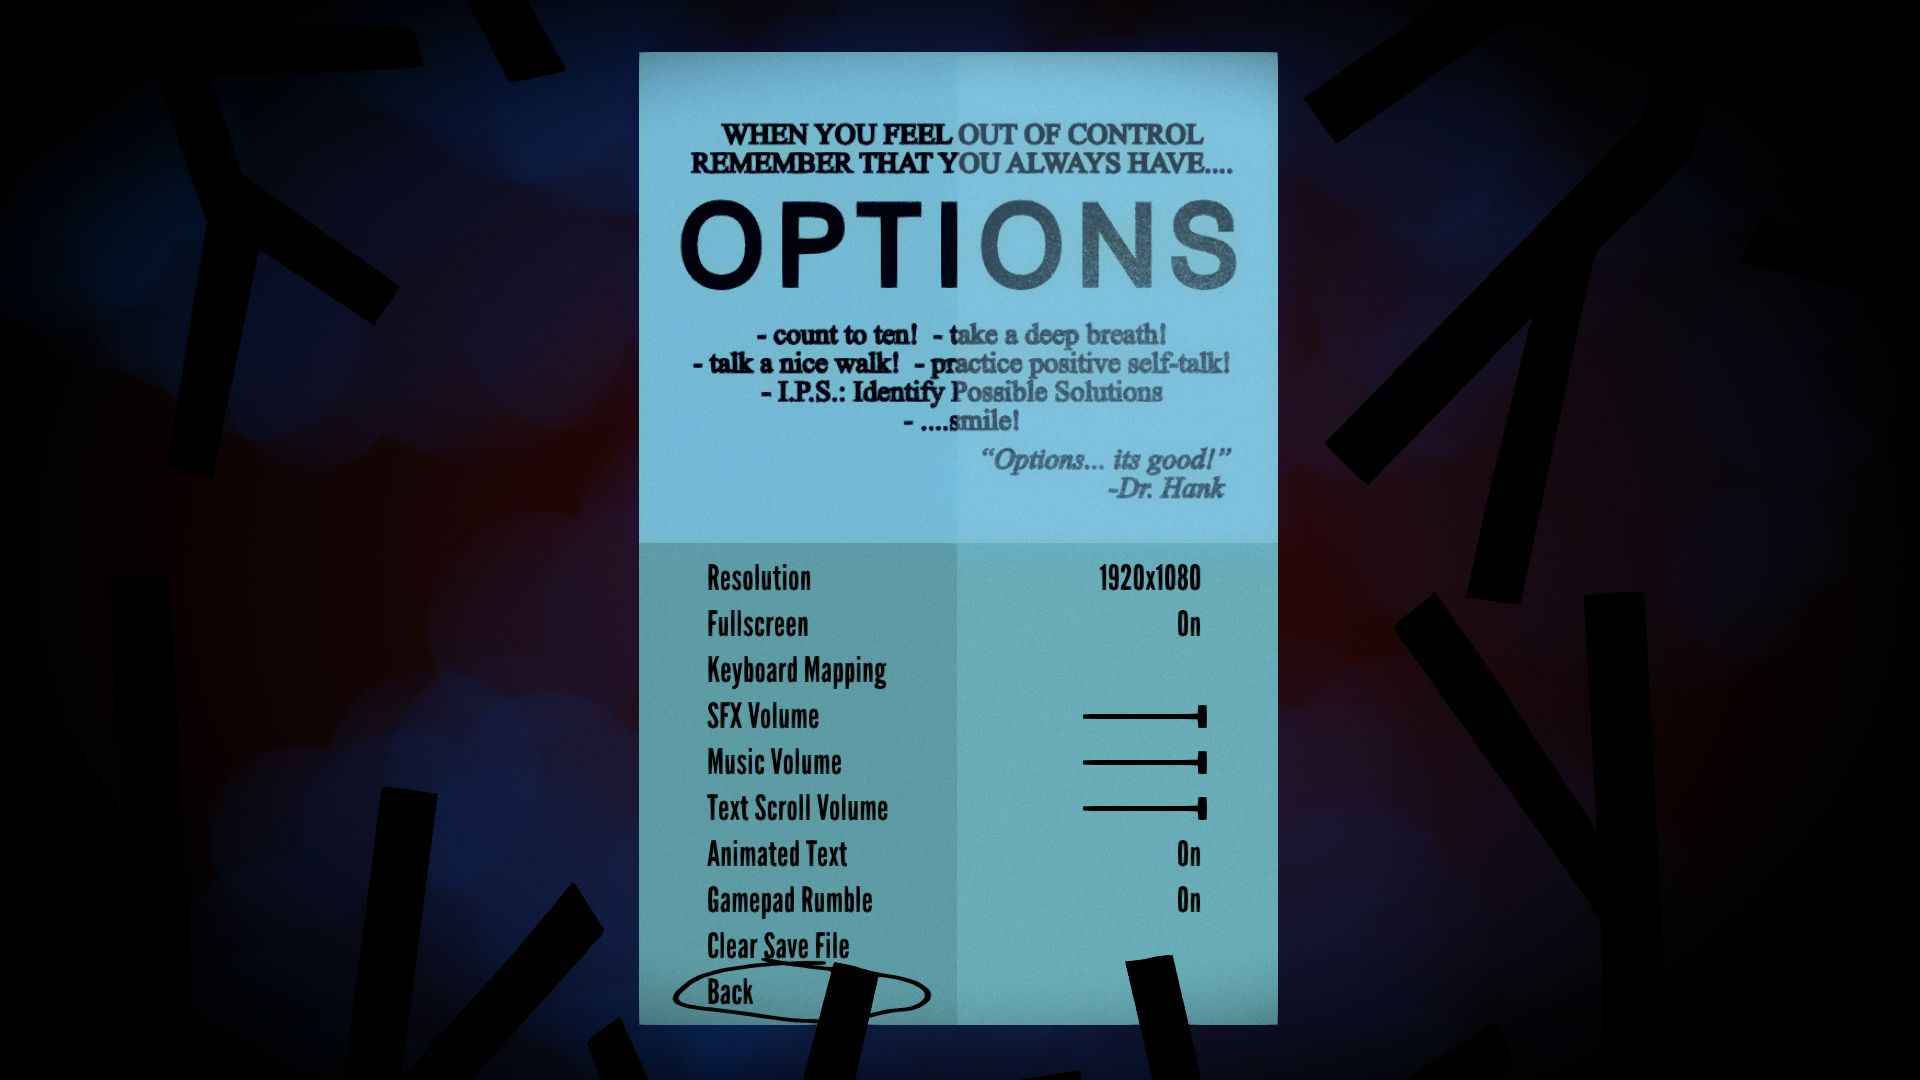 WHEN YOU FEEL OUT OF CONTROL
REMEMBER THAT YOU ALWAYS HAVE....
OPTIONS
- count to ten!  - take a deep breath!
- talk a nice walk!  - practice positive self-talk!
- I.P.S.: Identify Possible Solutions
- ....smile!
“Options... its good!”
-Dr. Hank
Resolution 1920x1080
Fullscreen On
Keyboard Mapping
SFX Volume
Music Volume
Text Scroll Volume
Animated Text On
Gamepad Rumble On
Clear Save File
Back